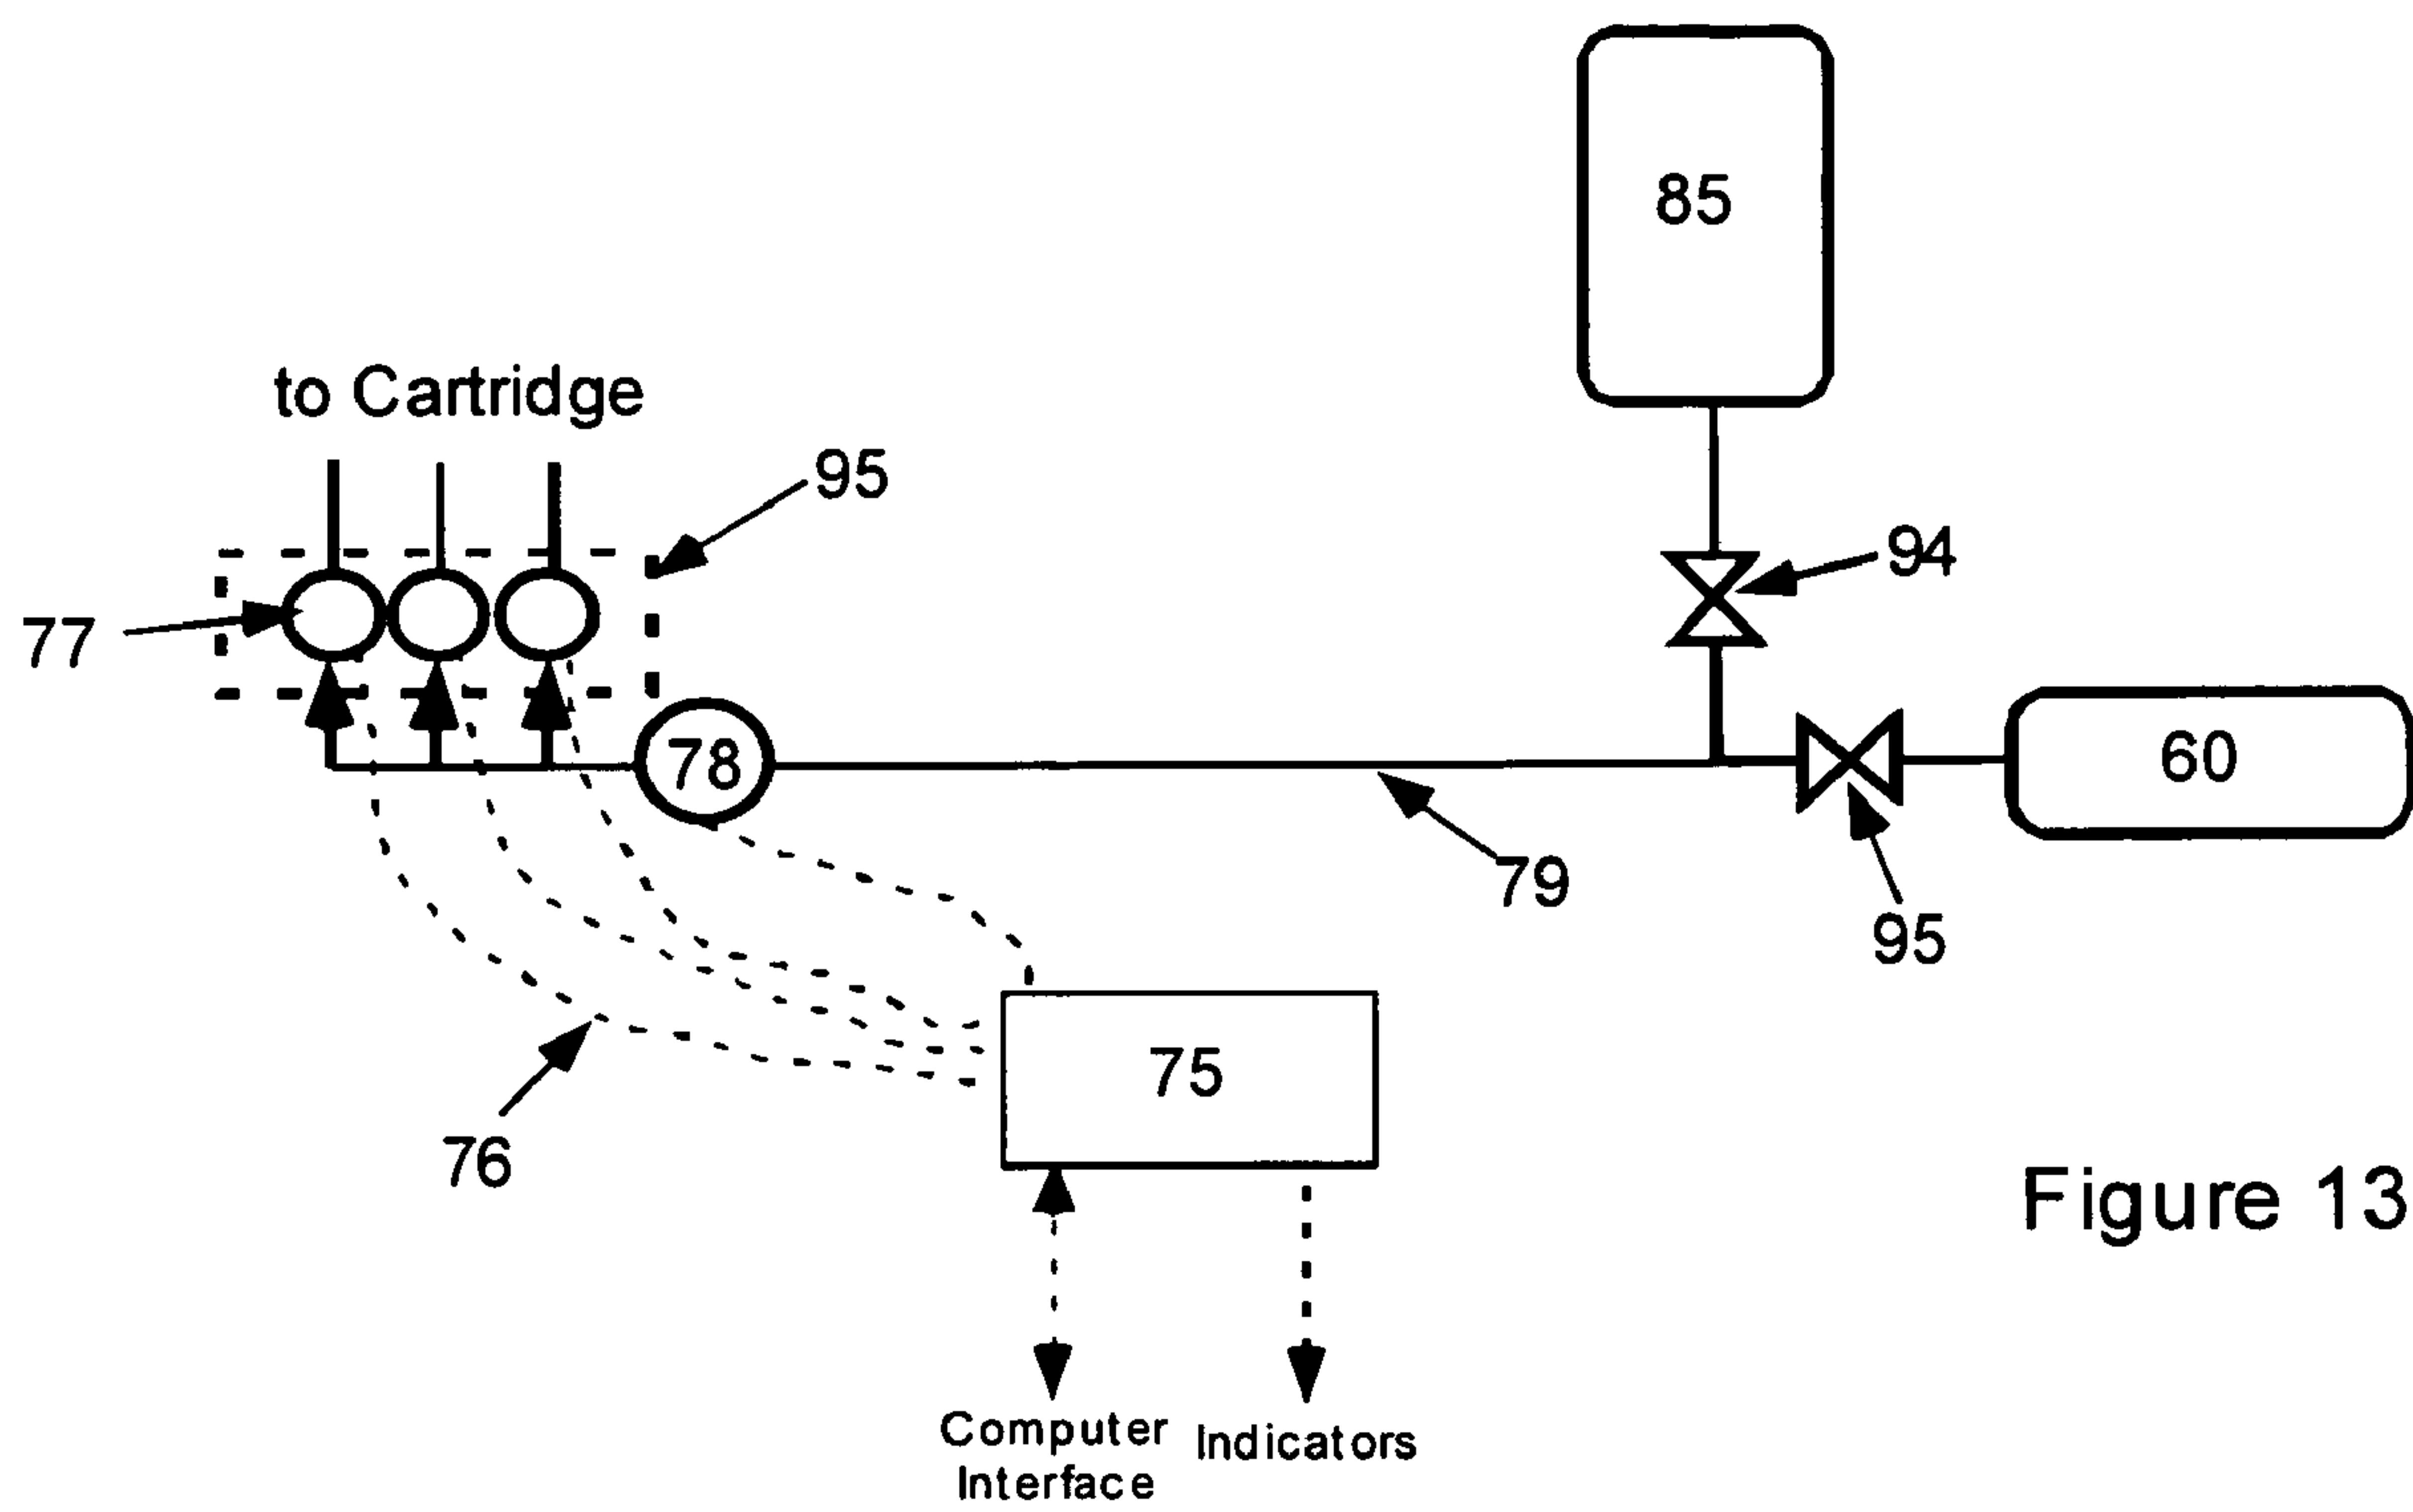 85
to Cartridge
95
94
77
78
60
79
95
75
76
Figure 13
Computer
Interface
Indicators